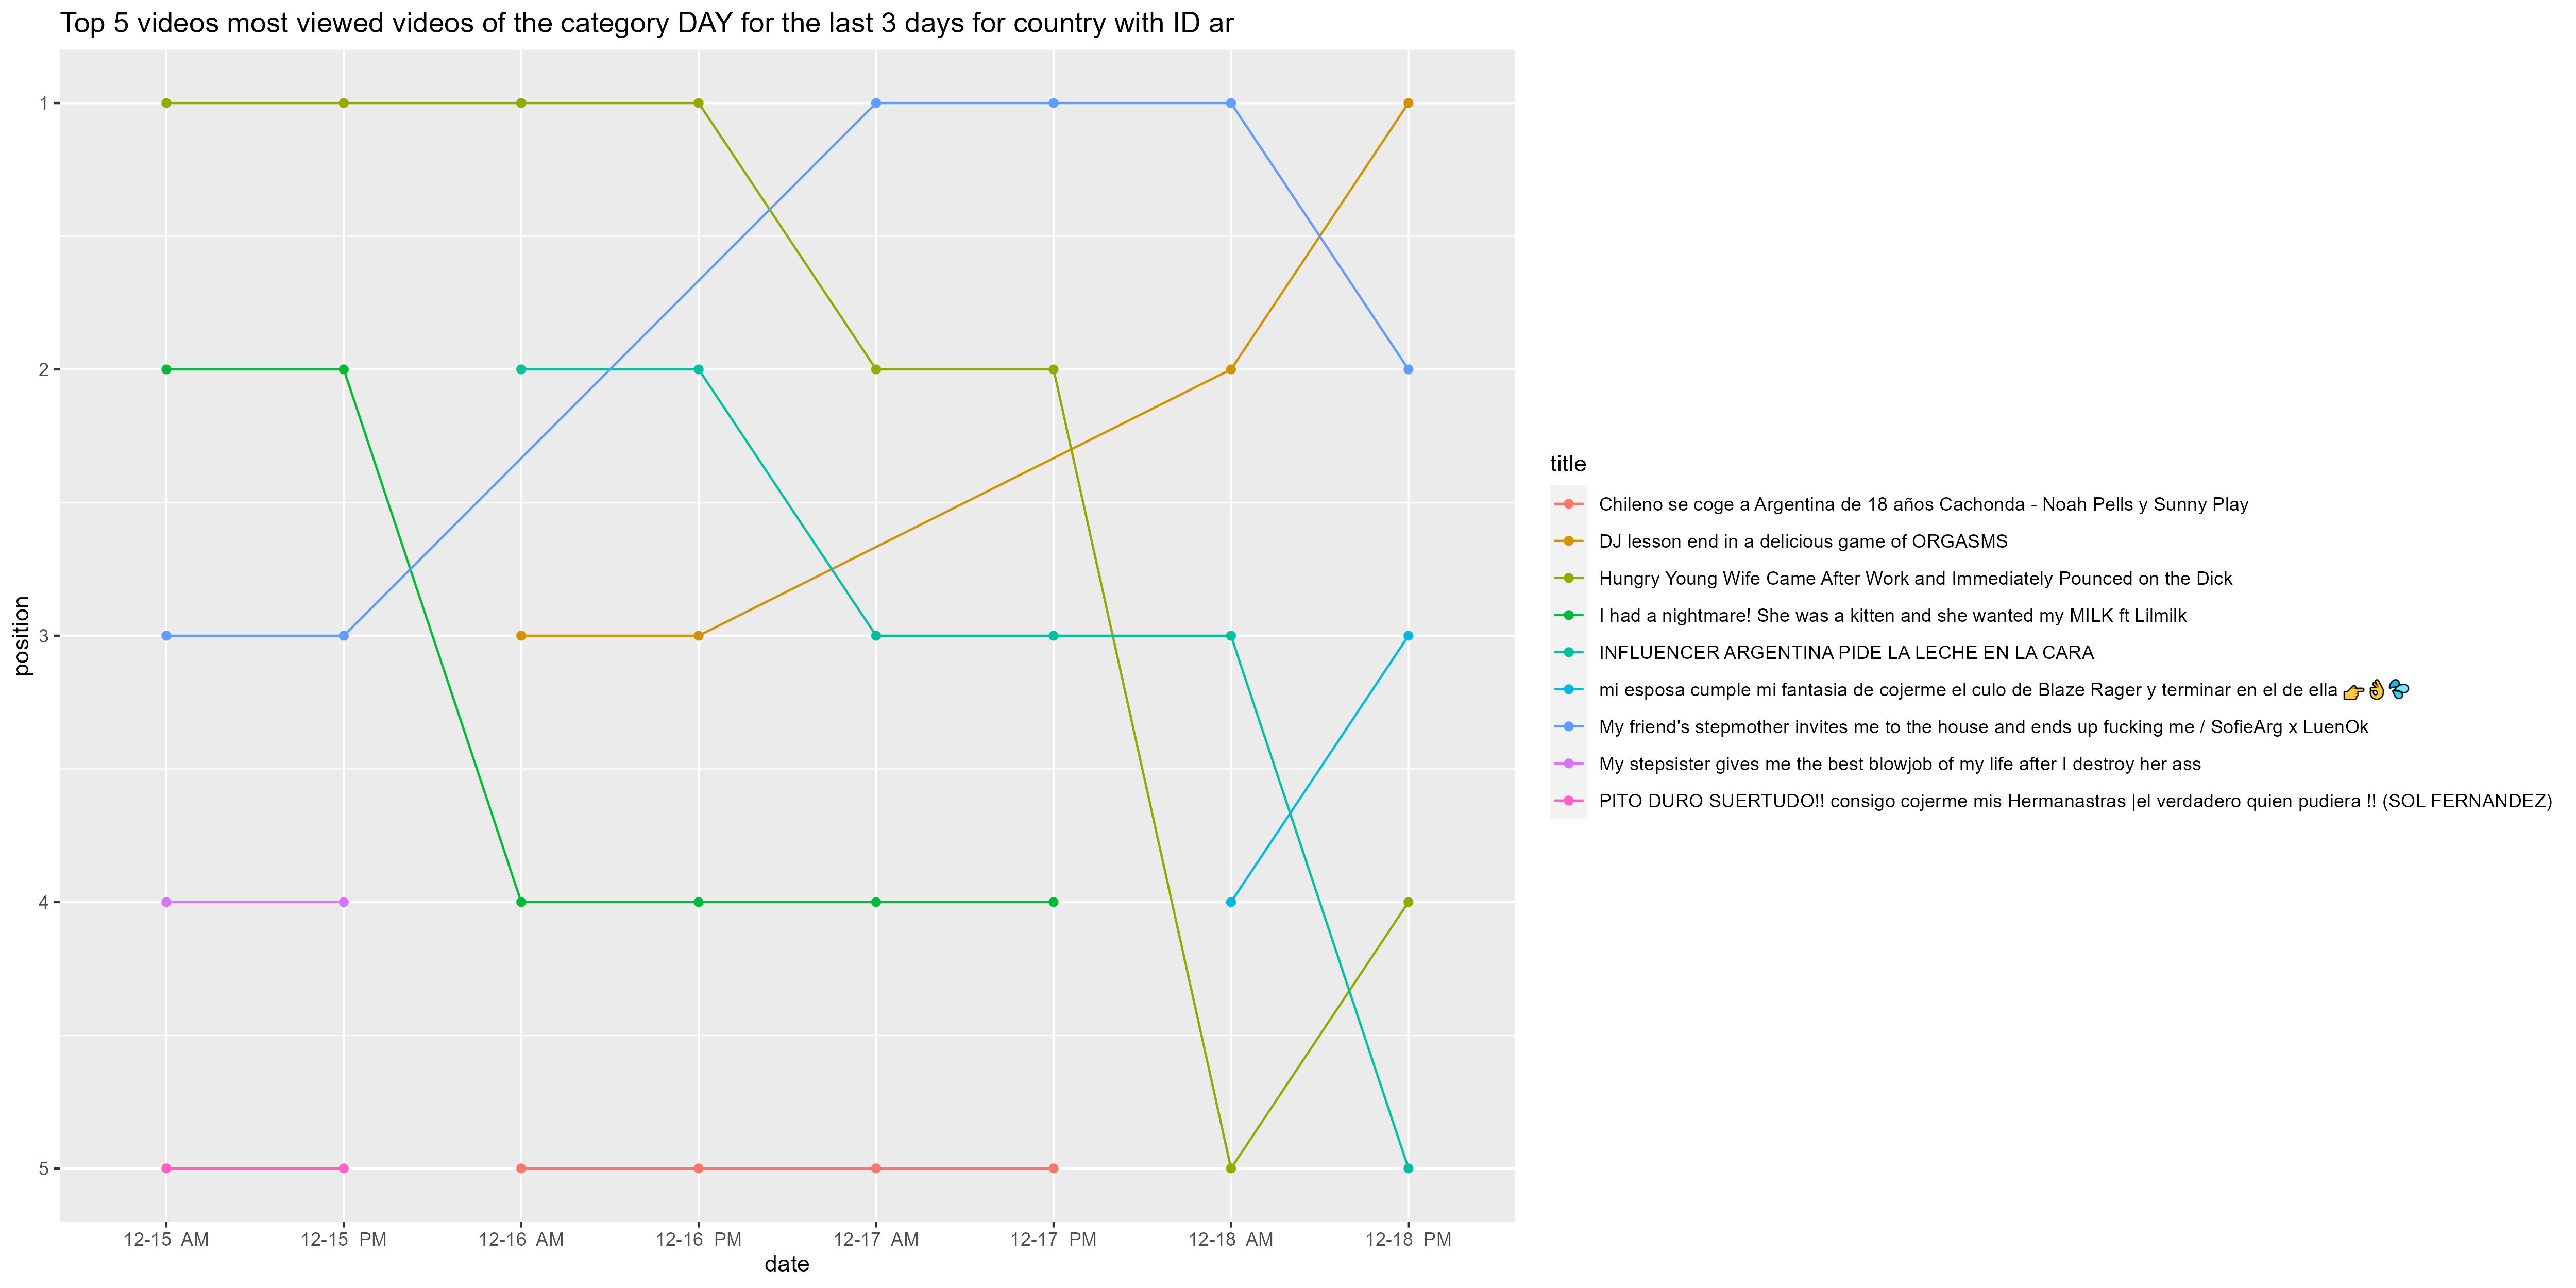 Top 5 videos most viewed videos of the category DAY for the last 3 days for country with ID ar
position
1
2
3
4
5
12-15 AM
12-15 PM
12-16 AM
12-16 PM
12-17 AM
12-17 PM
12-18 AM
12-18 PM
date
title
Chileno se coge a Argentina de 18 años Cachonda - Noah Pells y Sunny Play
DJ lesson end in a delicious game of ORGASMS
Hungry Young Wife Came After Work and Immediately Pounced on the Dick
I had a nightmare! She was a kitten and she wanted my MILK ft Lilmilk
INFLUENCER ARGENTINA PIDE LA LECHE EN LA CARA
mi esposa cumple mi fantasia de cojerme el culo de Blaze Rager y terminar en el de ella 👉👌💦
My friend's stepmother invites me to the house and ends up fucking me / SofieArg x LuenOk
My stepsister gives me the best blowjob of my life after I destroy her ass
PITO DURO SUERTUDO!! consigo cojerme mis Hermanastras |el verdadero quien pudiera !! (SOL FERNANDEZ)